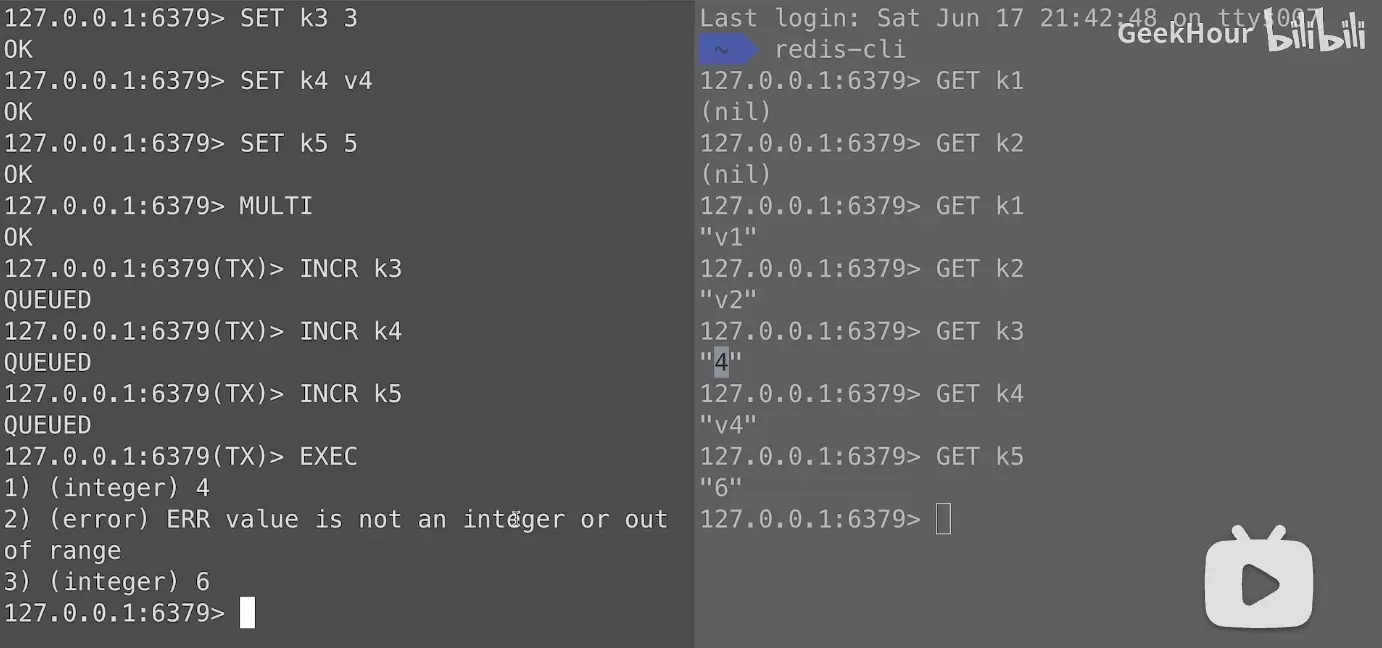 127.0.0.1:6379> SET k3 3
OK
127.0.0.1:6379> SET k4 v4
OK
127.0.0.1:6379> SET k5 5
OK
127.0.0.1:6379> MULTI
OK
127.0.0.1:6379(TX)> INCR k3
QUEUED
127.0.0.1:6379(TX)> INCR k4
QUEUED
127.0.0.1:6379(TX)> INCR k5
QUEUED
127.0.0.1:6379(TX)> EXEC
1) (integer) 4
2) (error) ERR value is not an integer or out
of range
3) (integer) 6
127.0.0.1:6379>
Last login: Sat Jun 17 21:42:48 on ttys007
GeekHour bilibili
~ redis-cli
127.0.0.1:6379> GET k1
(nil)
127.0.0.1:6379> GET k2
(nil)
127.0.0.1:6379> GET k1
"v1"
127.0.0.1:6379> GET k2
"v2"
127.0.0.1:6379> GET k3
"4"
127.0.0.1:6379> GET k4
"v4"
127.0.0.1:6379> GET k5
"6"
127.0.0.1:6379>